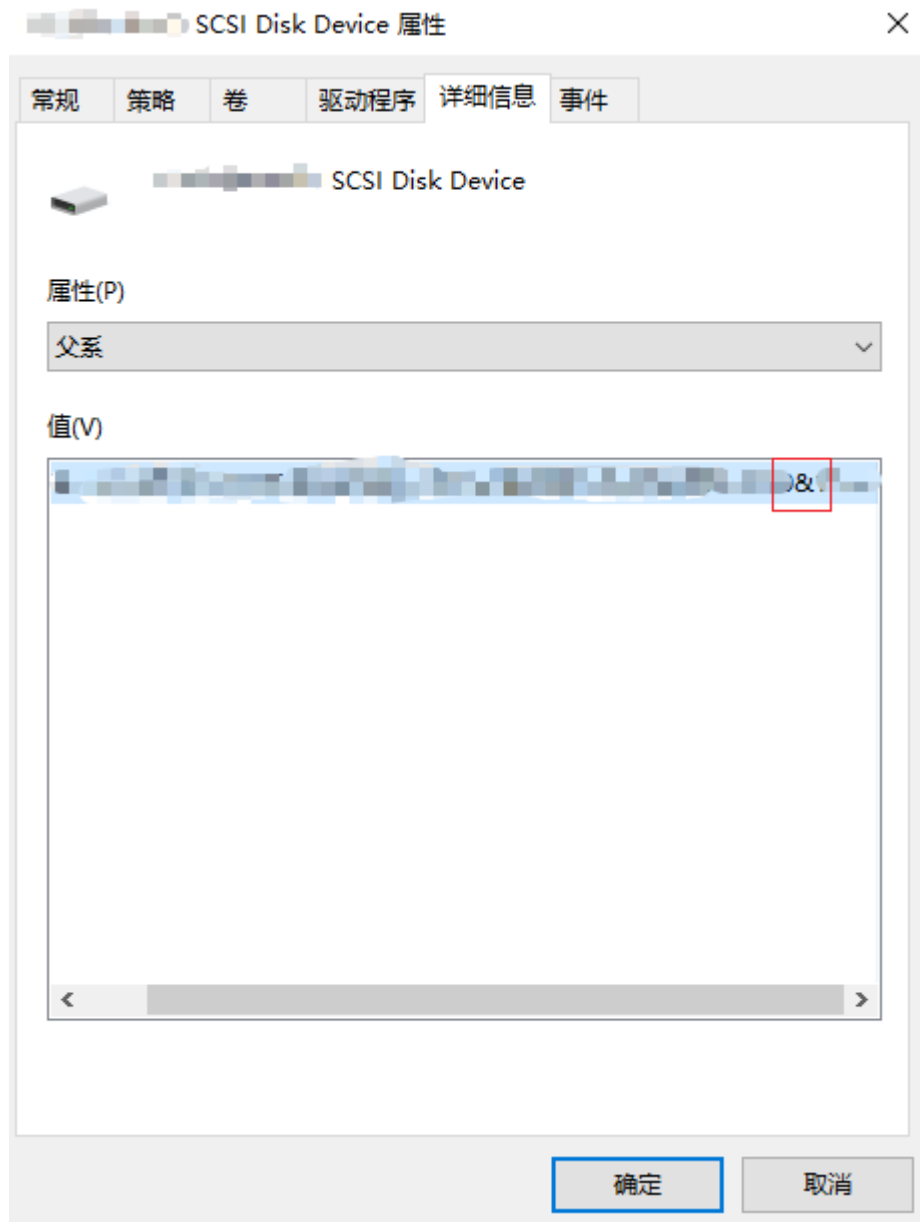 SCSI Disk Device 属性
常规 策略 卷 驱动程序 详细信息 事件
SCSI Disk Device
属性(P)
父系
值(V)
&
确定 取消